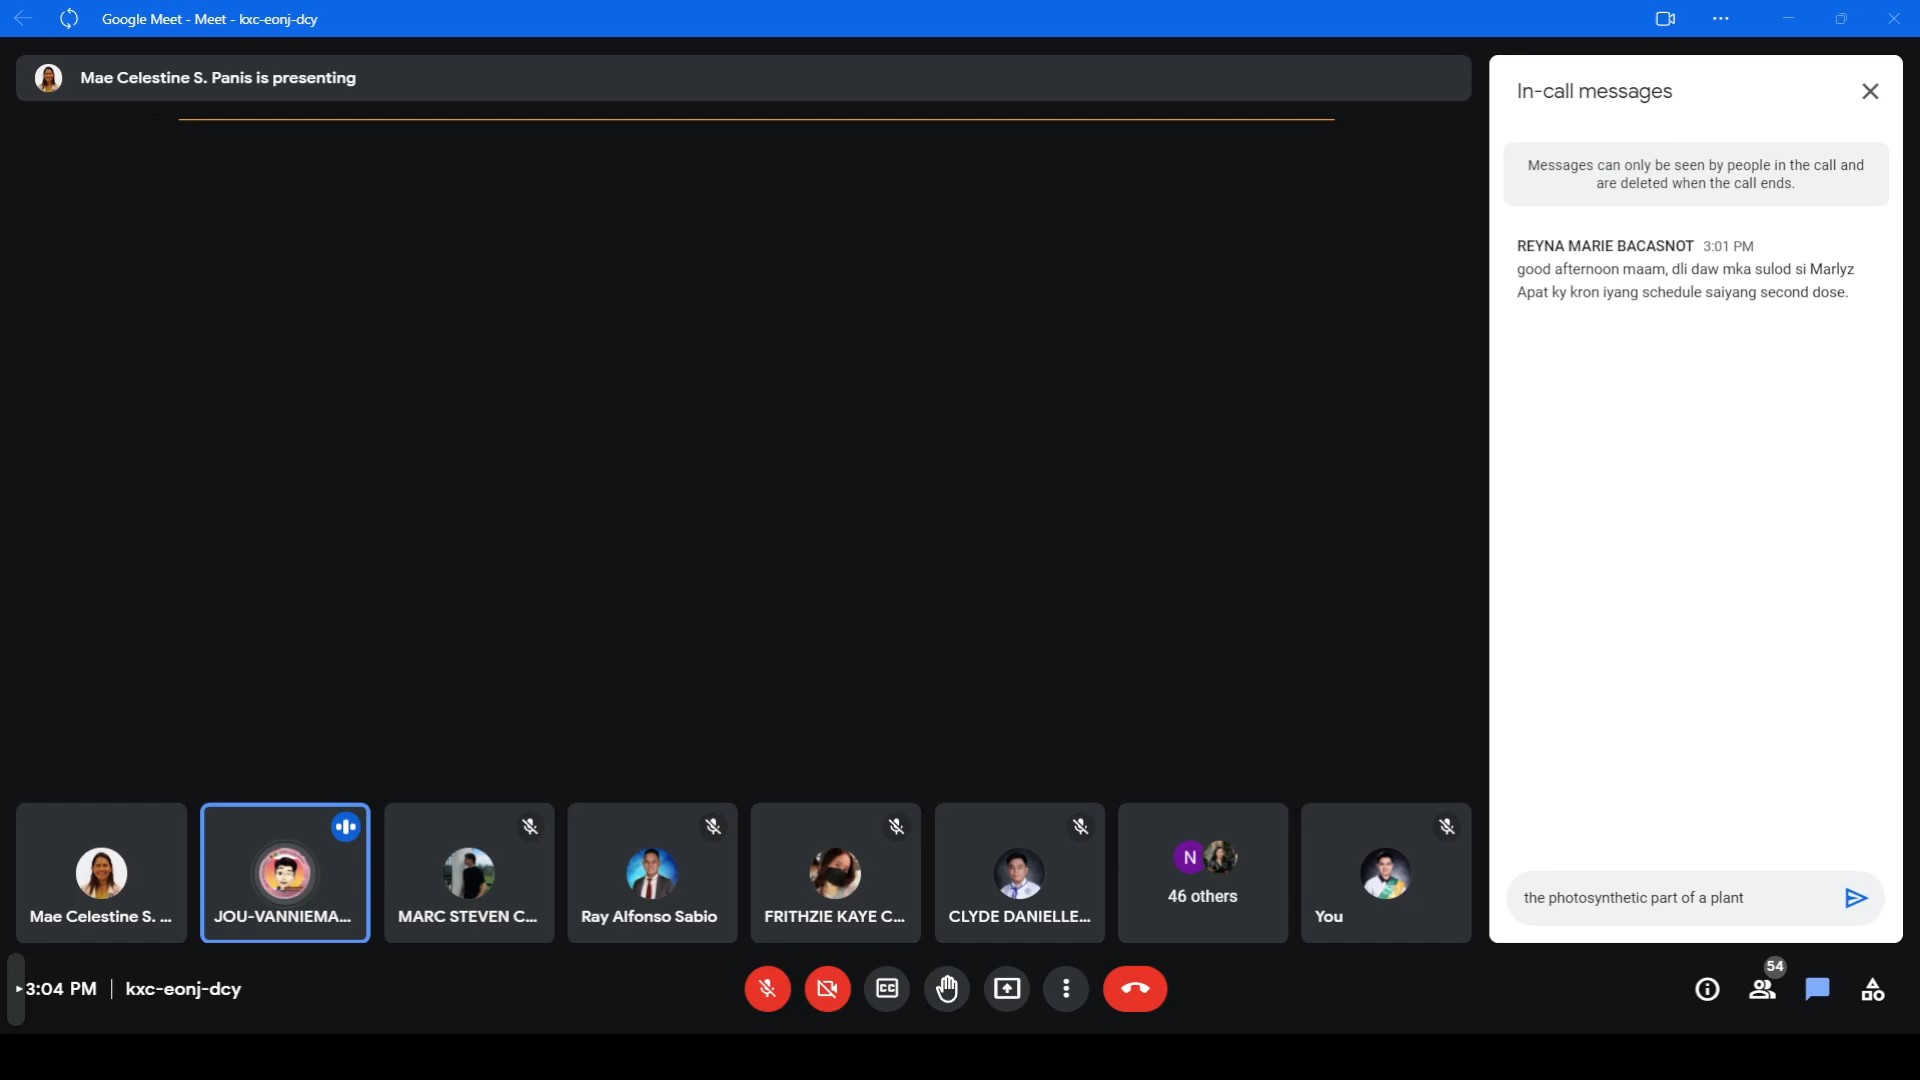 Google Meet - Meet - kxc-eonj-dcy
Mae Celestine S. Panis is presenting
In-call messages
Messages can only be seen by people in the call and
are deleted when the call ends.
REYNA MARIE BACASNOT 3:01 PM
good afternoon maam, dli daw mka sulod si Marlyz
Apat ky kron iyang schedule saiyang second dose.
N
Mae Celestine S. ...
JOU-VANNIEMA...
MARC STEVEN C...
Ray Alfonso Sabio
FRITHZIE KAYE C...
CLYDE DANIELLE...
46 others
You
the photosynthetic part of a plant
3:04 PM | kxc-eonj-dcy
CC
54